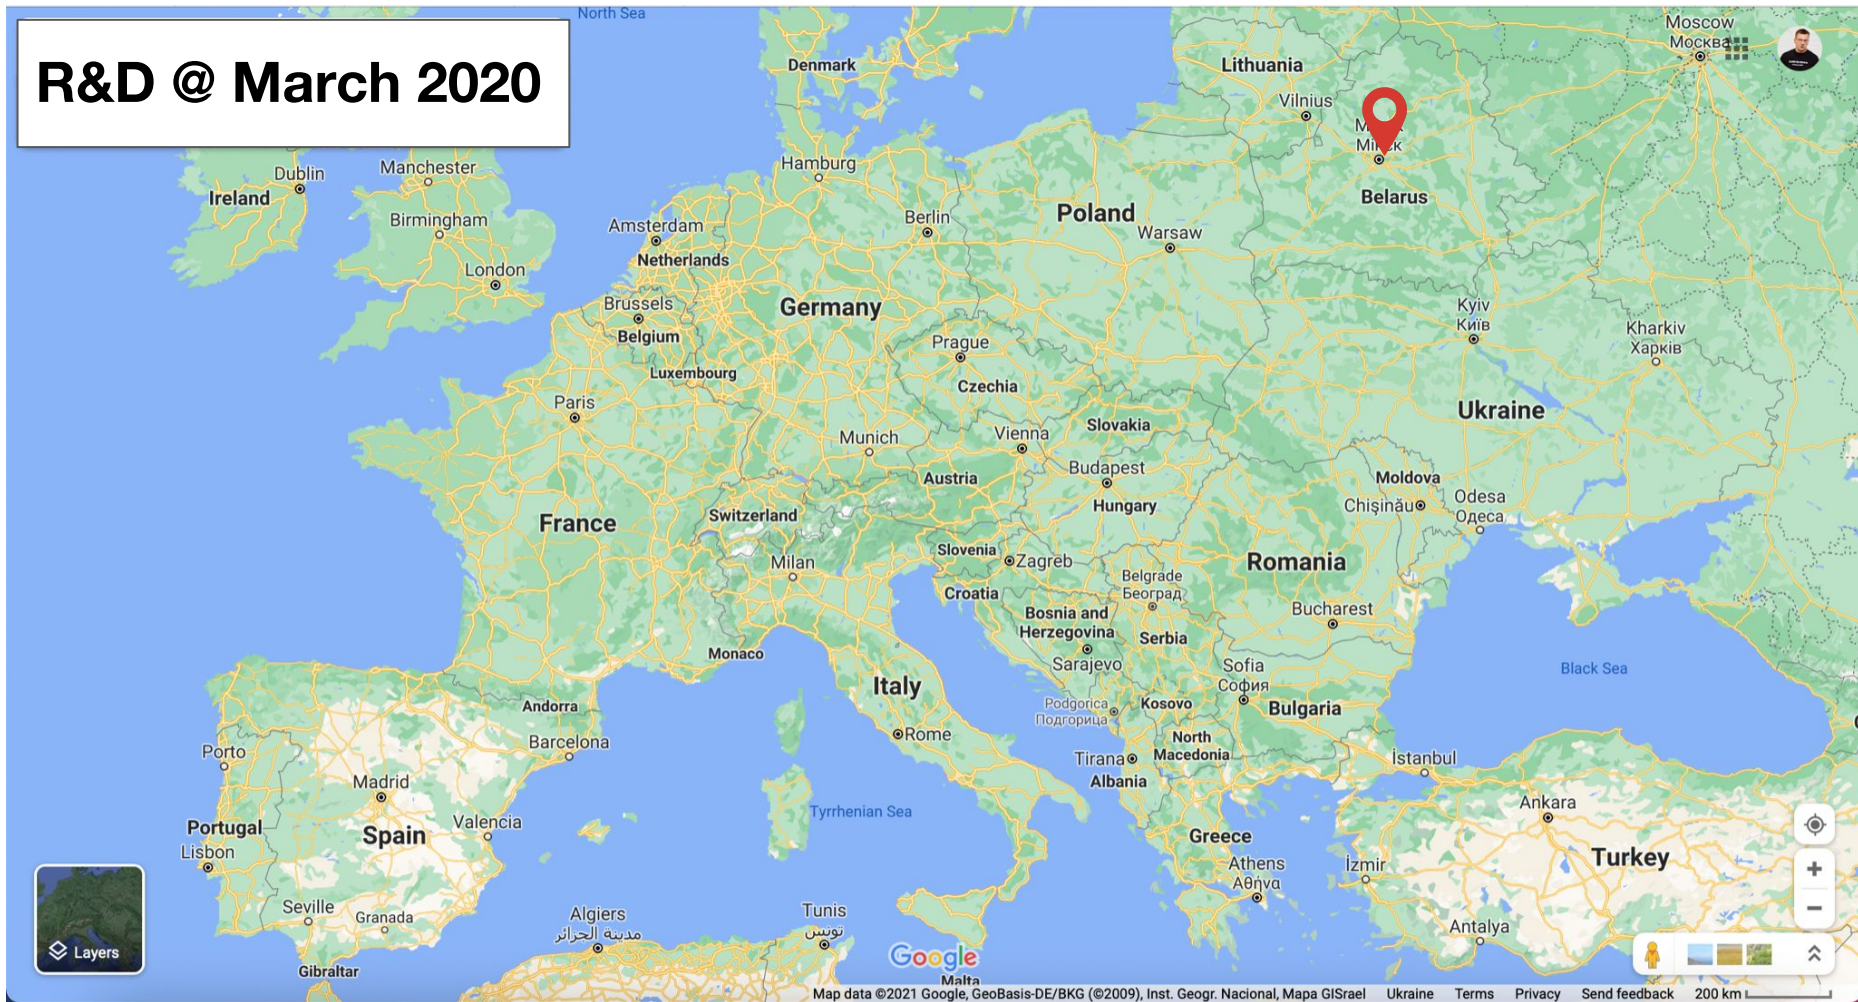 North Sea
R&D @ March 2020
Moscow
Москва
Denmark
Lithuania
Vilnius
Minsk
Belarus
Hamburg
Dublin
Ireland
Manchester
Birmingham
London
Amsterdam
Netherlands
Berlin
Poland
Warsaw
Brussels
Belgium
Germany
Luxembourg
Prague
Czechia
Kyiv
Київ
Kharkiv
Харків
Ukraine
Paris
Munich
Vienna
Slovakia
Austria
Budapest
Hungary
Moldova
Chișinău
Odesa
Одеса
France
Switzerland
Milan
Slovenia
Zagreb
Croatia
Romania
Belgrade
Београд
Bosnia and
Herzegovina
Serbia
Sarajevo
Bucharest
Monaco
Italy
Sofia
София
Bulgaria
Black Sea
Andorra
Podgorica
Подгорица
Kosovo
Barcelona
Rome
North
Macedonia
Tirana
Albania
İstanbul
Porto
Madrid
Spain
Valencia
Portugal
Lisbon
Tyrrhenian Sea
Greece
Athens
Αθήνα
İzmir
Ankara
Turkey
Seville
Granada
Algiers
مدينة الجزائر
Tunis
تونس
Antalya
Layers
Gibraltar
Google
Malta
Map data ©2021 Google, GeoBasis-DE/BKG (©2009), Inst. Geogr. Nacional, Mapa GISrael Ukraine Terms Privacy Send feedback 200 km